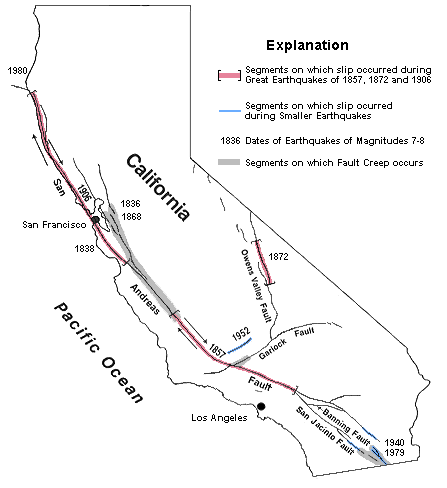 Explanation
Segments on which slip occurred during
Great Earthquakes of 1857, 1872 and 1906
Segments on which slip ocurred
during Smaller Earthquakes
1836 Dates of Earthquakes of Magnitudes 7-8
Segments on which Fault Creep occurs
1980
California
San
1906
1836
1868
San Francisco
1838
Andreas
1872
Owens Valley Fault
Pacific Ocean
1952
1857
Garlock Fault
Fault
Los Angeles
Banning Fault
San Jacinto Fault
1940
1979